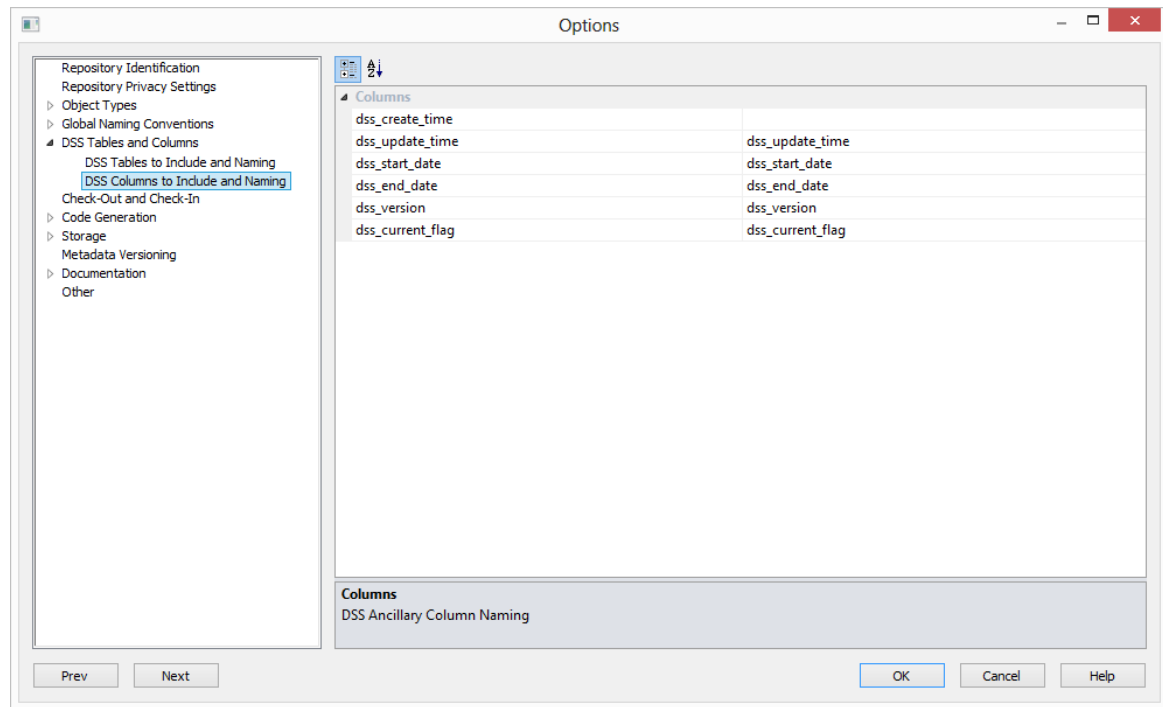 Options
Repository Identification
Repository Privacy Settings
Object Types
Global Naming Conventions
DSS Tables and Columns
DSS Tables to Include and Naming
DSS Columns to Include and Naming
Check-Out and Check-In
Code Generation
Storage
Metadata Versioning
Documentation
Other
Columns
dss_create_time
dss_update_time dss_update_time
dss_start_date dss_start_date
dss_end_date dss_end_date
dss_version dss_version
dss_current_flag dss_current_flag
Columns
DSS Ancillary Column Naming
Prev Next OK Cancel Help